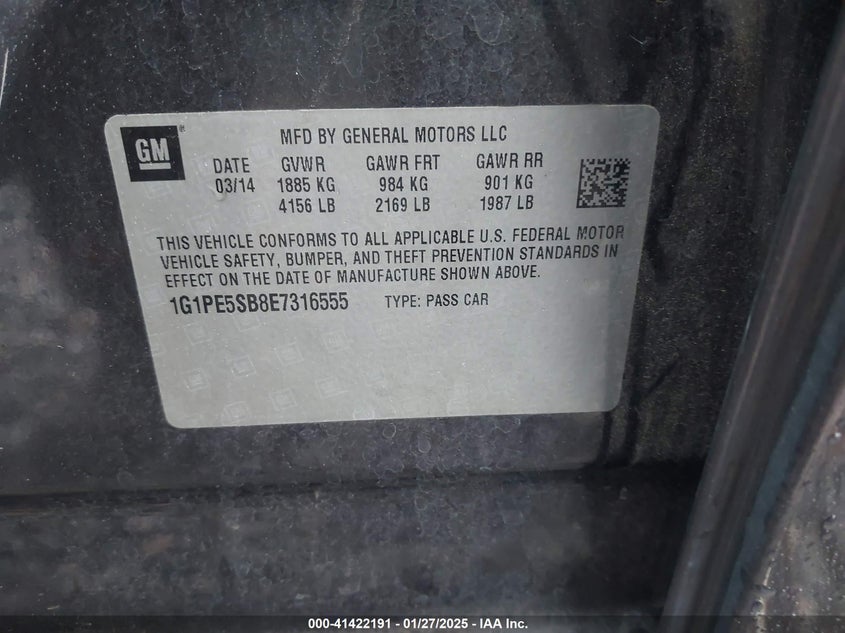 GM
MFD BY GENERAL MOTORS LLC
DATE GVWR GAWR FRT GAWR RR
03/14 1885 KG 984 KG 901 KG
4156 LB 2169 LB 1987 LB
THIS VEHICLE CONFORMS TO ALL APPLICABLE U.S. FEDERAL MOTOR
VEHICLE SAFETY, BUMPER, AND THEFT PREVENTION STANDARDS IN
EFFECT ON THE DATE OF MANUFACTURE SHOWN ABOVE.
1G1PE5SB8E7316555 TYPE: PASS CAR
000-41422191 - 01/27/2025 - IAA Inc.